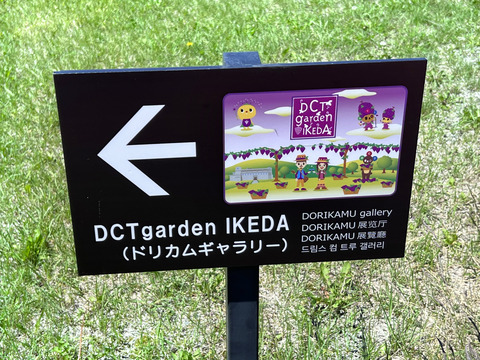 DCT
garden
IKEDA
DCTgarden IKEDA
(ドリカムギャラリー)
DORIKAMU gallery
DORIKAMU 展览厅
DORIKAMU 展覽廳
드림스 컴 트루 갤러리